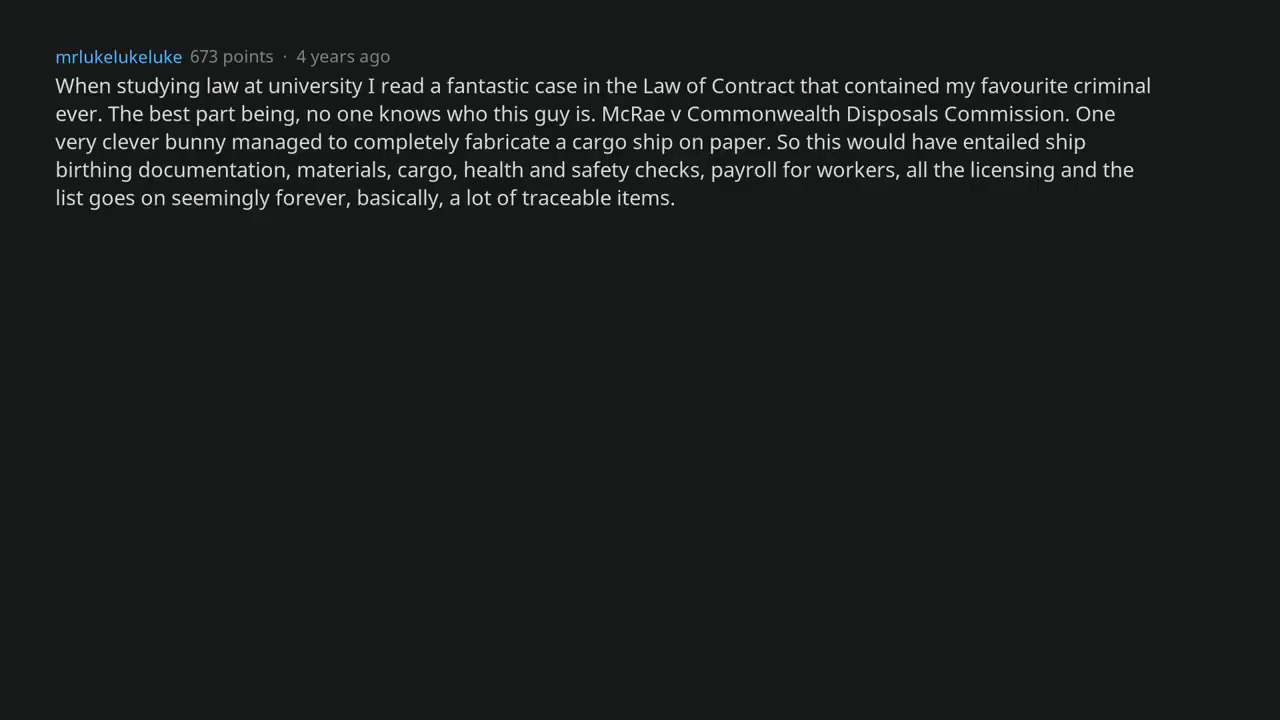 mrlukelukeluke 673 points · 4 years ago
When studying law at university I read a fantastic case in the Law of Contract that contained my favourite criminal
ever. The best part being, no one knows who this guy is. McRae v Commonwealth Disposals Commission. One
very clever bunny managed to completely fabricate a cargo ship on paper. So this would have entailed ship
birthing documentation, materials, cargo, health and safety checks, payroll for workers, all the licensing and the
list goes on seemingly forever, basically, a lot of traceable items.